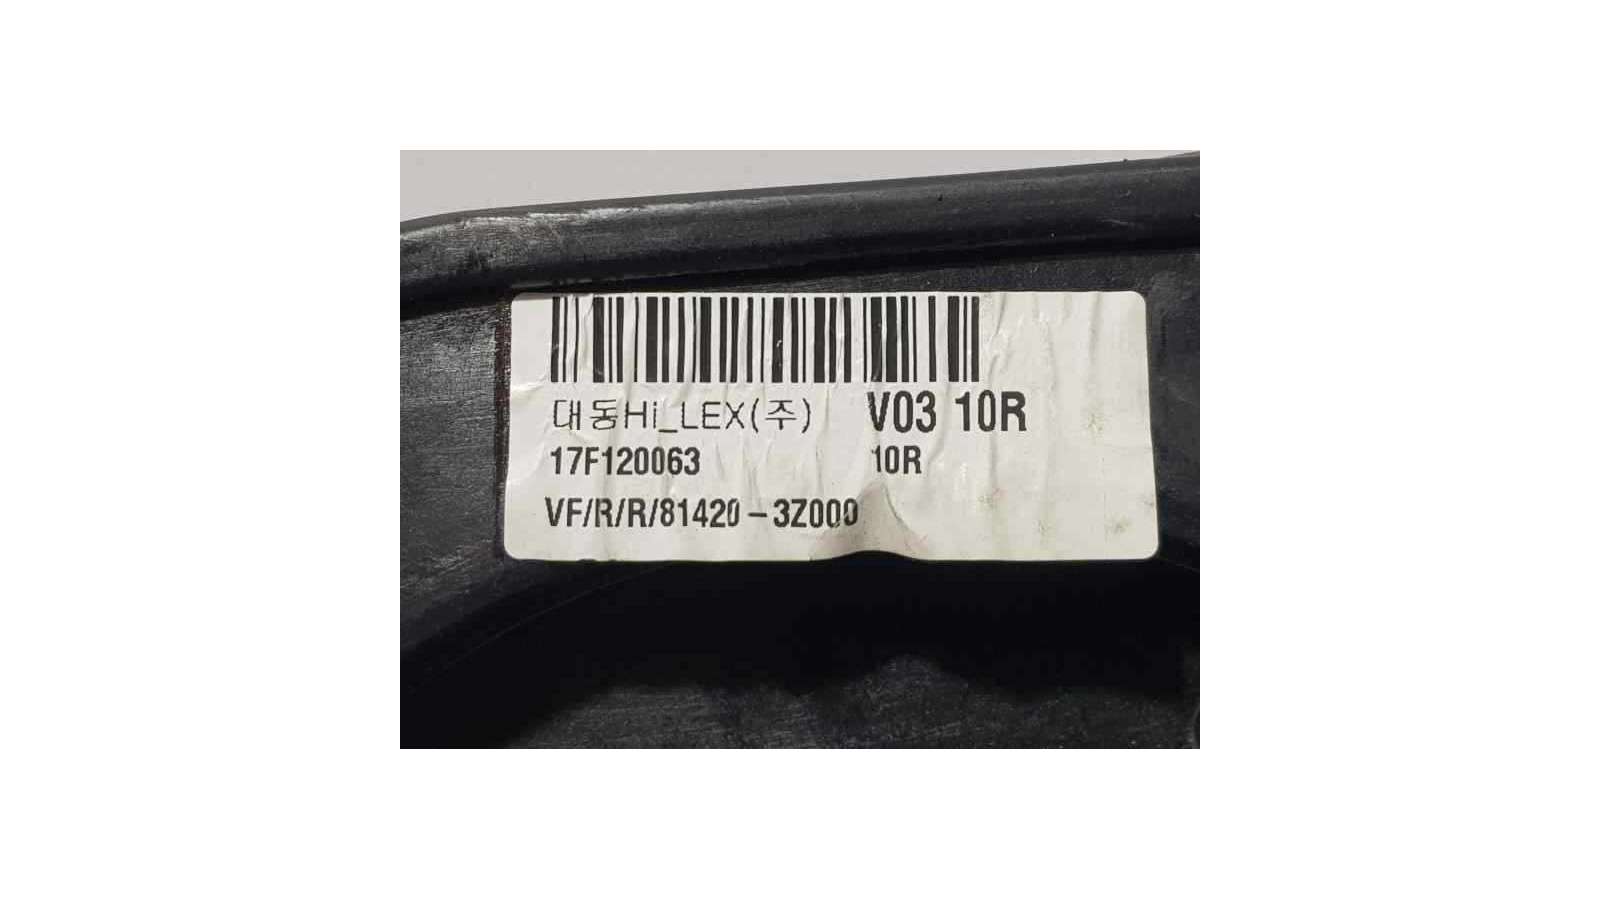 대동Hi_LEX(주) V03 10R
17F120063 10R
VF/R/R/81420-3Z000